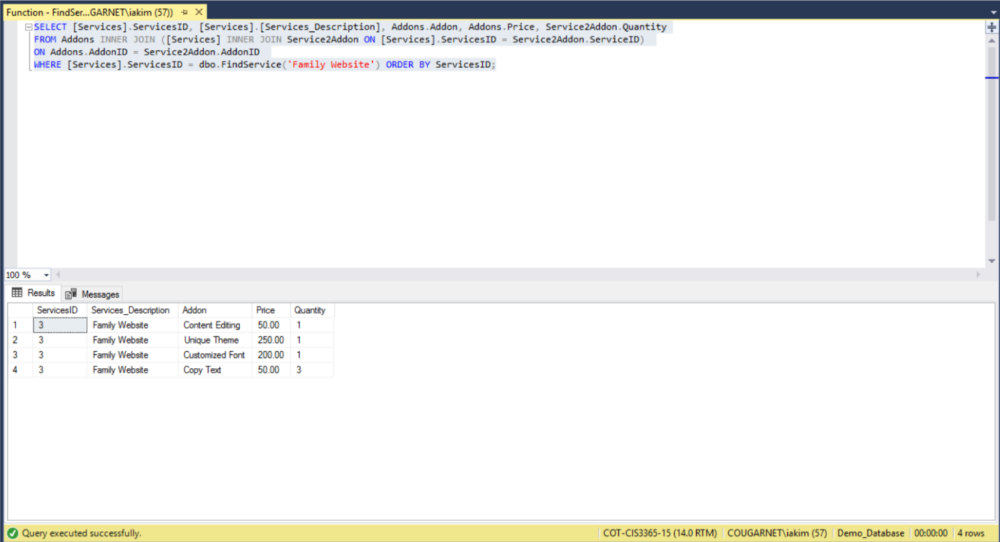 Function - FindSer...GARNET\iakim (57))
SELECT [Services].ServicesID, [Services].[Services_Description], Addons.Addon, Addons.Price, Service2Addon.Quantity
FROM Addons INNER JOIN ([Services] INNER JOIN Service2Addon ON [Services].ServicesID = Service2Addon.ServiceID)
ON Addons.AddonID = Service2Addon.AddonID
WHERE [Services].ServicesID = dbo.FindService('Family Website') ORDER BY ServicesID;
100 %
Results Messages
ServicesID Services_Description Addon Price Quantity
1 3 Family Website Content Editing 50.00 1
2 3 Family Website Unique Theme 250.00 1
3 3 Family Website Customized Font 200.00 1
4 3 Family Website Copy Text 50.00 3
Query executed successfully. COT-CIS3365-15 (14.0 RTM) COUGARNET\iakim (57) Demo_Database 00:00:00 4 rows